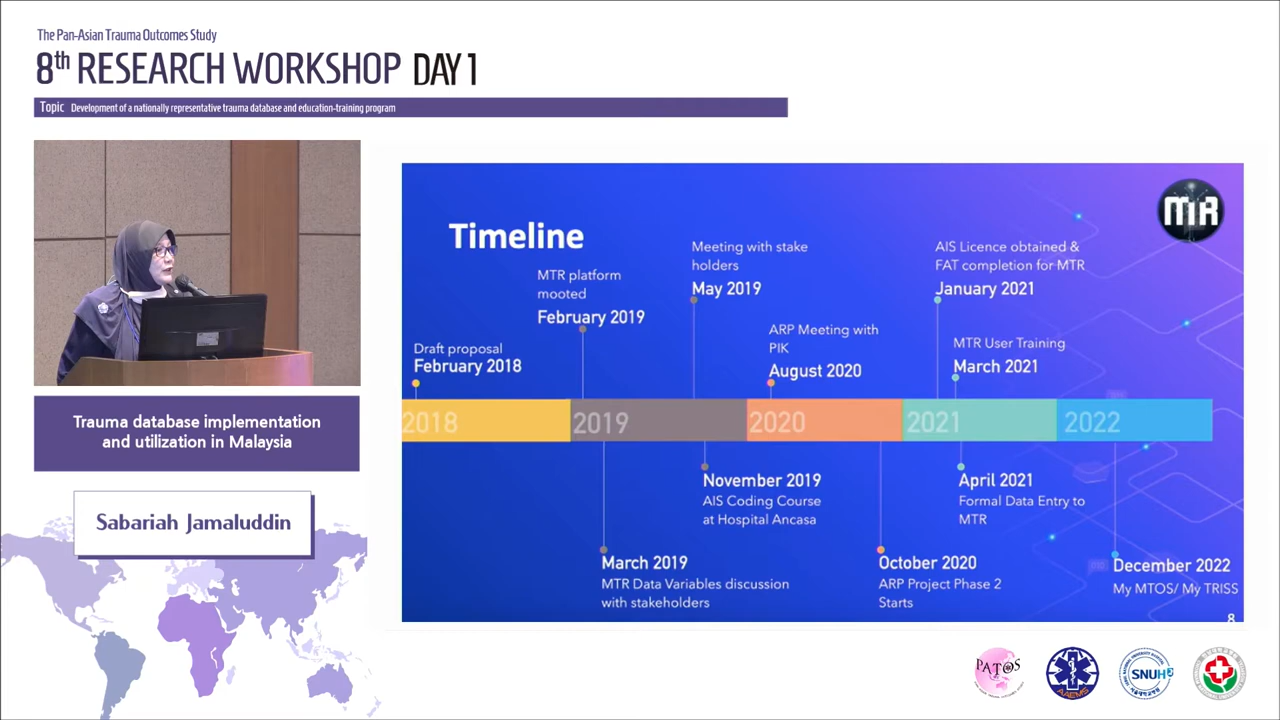 The Pan-Asian Trauma Outcomes Study
8th RESEARCH WORKSHOP DAY 1
Topic Development of a nationally representative trauma database and education-training program
Trauma database implementation
and utilization in Malaysia
Sabariah Jamaluddin
MTR
Timeline
Draft proposal
February 2018
MTR platform
mooted
February 2019
Meeting with stake
holders
May 2019
ARP Meeting with
PIK
August 2020
AIS Licence obtained &
FAT completion for MTR
January 2021
MTR User Training
March 2021
2018 2019 2020 2021 2022
March 2019
MTR Data Variables discussion
with stakeholders
November 2019
AIS Coding Course
at Hospital Ancasa
October 2020
ARP Project Phase 2
Starts
April 2021
Formal Data Entry to
MTR
December 2022
My MTOS/ My TRISS
8
PATOS
AAEMS
SNUH